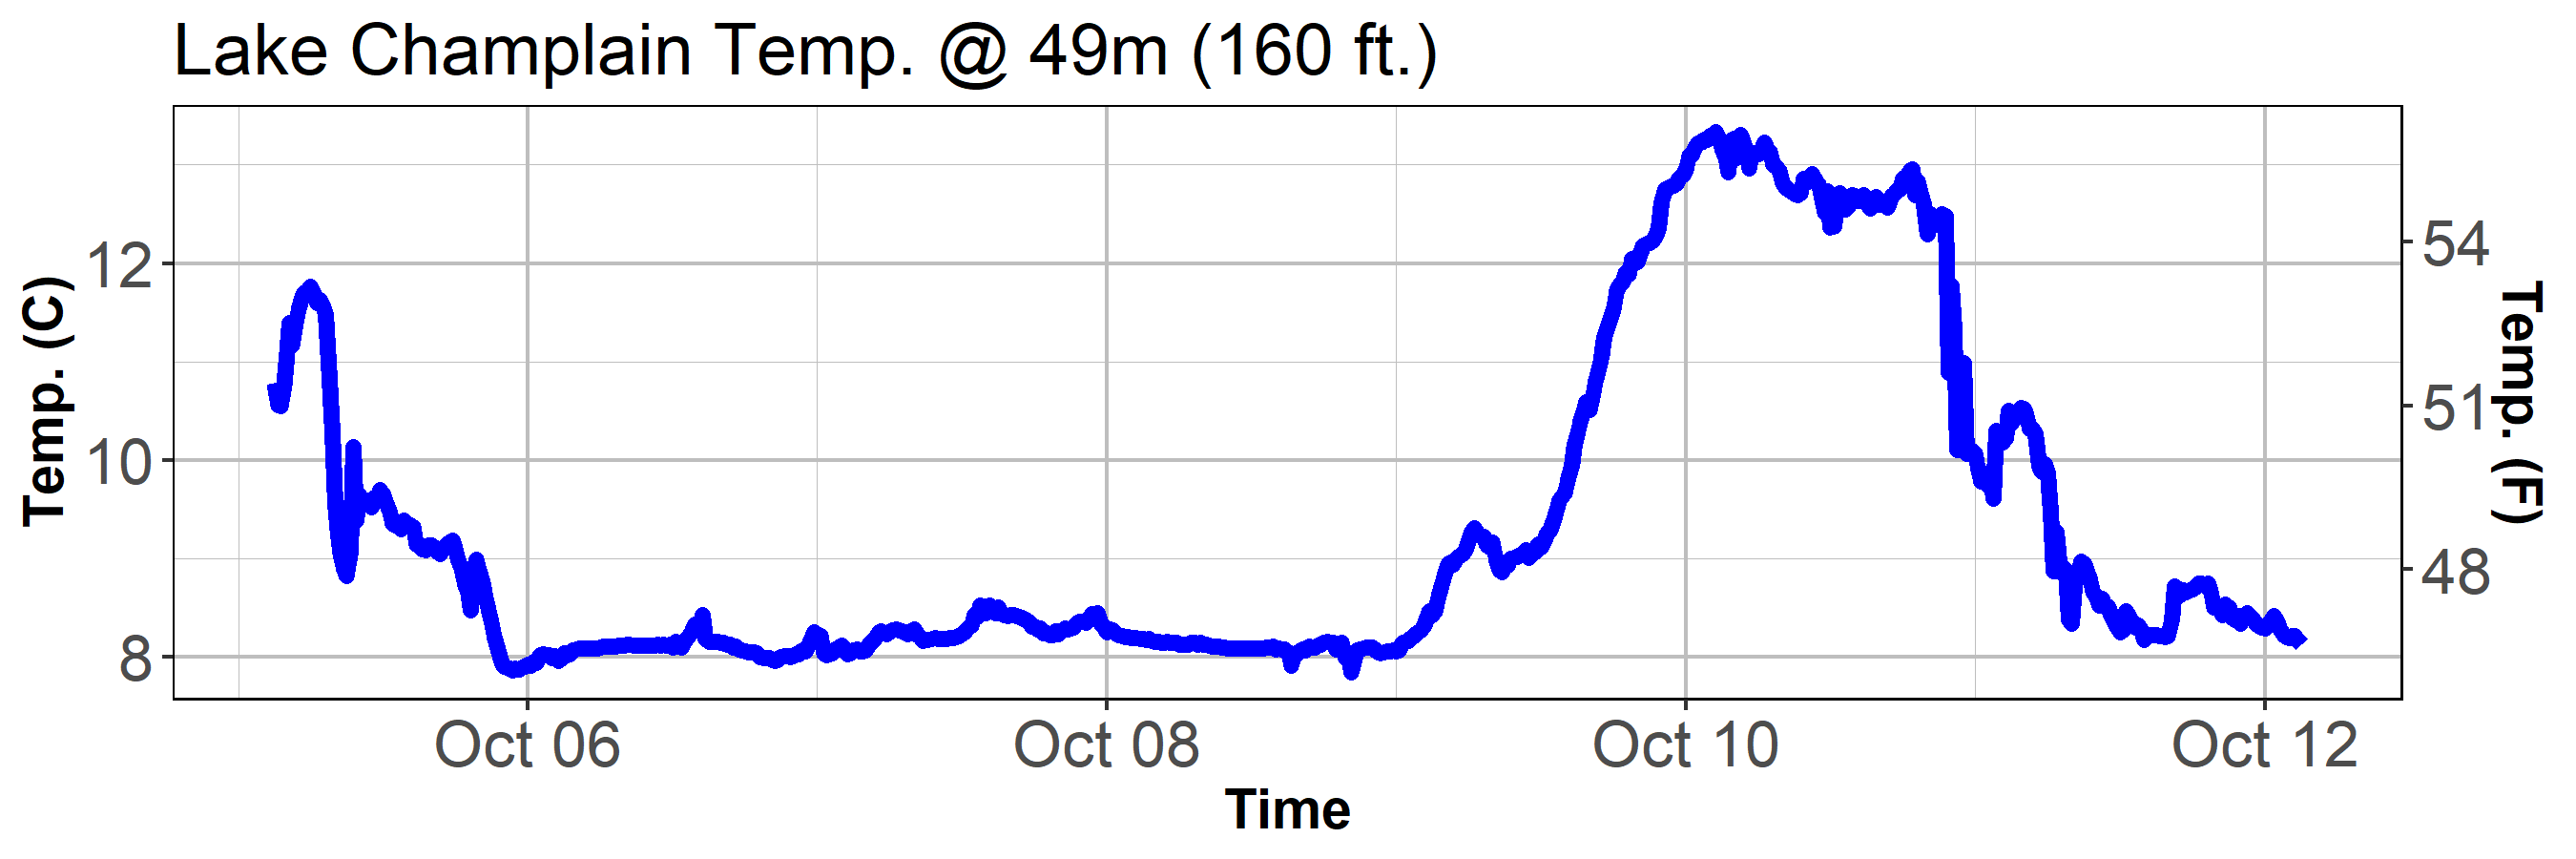 Lake Champlain Temp. @ 49m (160 ft.)
Temp. (C)
12
10
8
54
51
48
Temp. (F)
Oct 06 Oct 08 Oct 10 Oct 12
Time